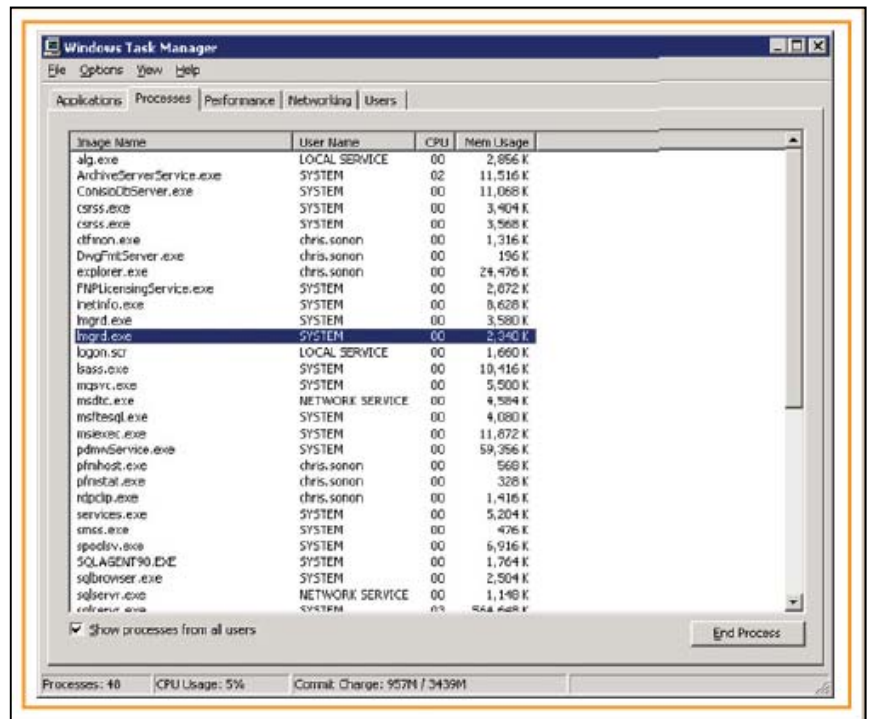 Windows Task Manager
File Options View Help
Applications Processes Performance Networking Users
Image Name User Name CPU Mem Usage
alg.exe LOCAL SERVICE 00 2,856 K
ArchiveServerService.exe SYSTEM 02 11,516 K
ConisioDbServer.exe SYSTEM 00 11,068 K
csrss.exe SYSTEM 00 3,404 K
csrss.exe SYSTEM 00 3,568 K
ctfmon.exe chris.sonon 00 1,316 K
DwgFmtServer.exe chris.sonon 00 196 K
explorer.exe chris.sonon 00 24,476 K
FNPLicensingService.exe SYSTEM 00 2,872 K
inetinfo.exe SYSTEM 00 8,628 K
lmgrd.exe SYSTEM 00 3,580 K
lmgrd.exe SYSTEM 00 2,340 K
logon.scr LOCAL SERVICE 00 1,660 K
lsass.exe SYSTEM 00 10,416 K
mqsvc.exe SYSTEM 00 5,500 K
msdtc.exe NETWORK SERVICE 00 4,584 K
msftesql.exe SYSTEM 00 4,080 K
msiexec.exe SYSTEM 00 11,872 K
pdmwService.exe SYSTEM 00 59,356 K
pfmhost.exe chris.sonon 00 568 K
pfmstat.exe chris.sonon 00 328 K
rdpclip.exe chris.sonon 00 1,416 K
services.exe SYSTEM 00 5,204 K
smss.exe SYSTEM 00 476 K
spoolsv.exe SYSTEM 00 6,916 K
SQLAGENT90.EXE SYSTEM 00 1,764 K
sqlbrowser.exe SYSTEM 00 2,504 K
sqlservr.exe NETWORK SERVICE 00 1,148 K
sqlservr.exe SYSTEM 03 564,648 K
Show processes from all users
End Process
Processes: 48 CPU Usage: 5% Commit Charge: 957M / 3439M